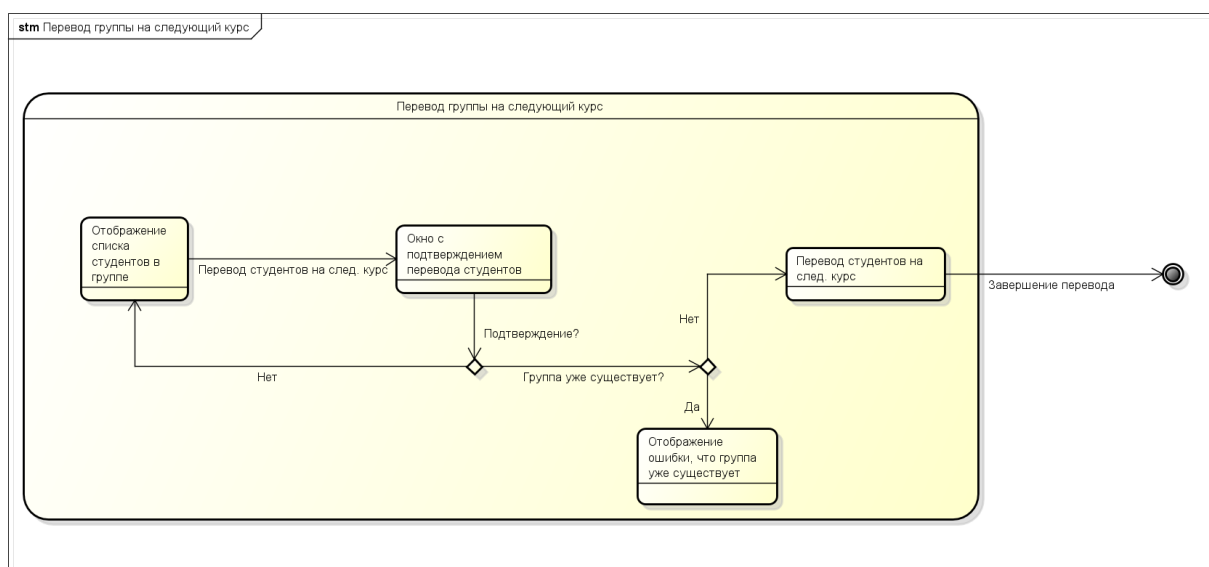 stm Перевод группы на следующий курс
Перевод группы на следующий курс
Отображение
списка
студентов в
группе
Перевод студентов на след. курс
Окно с
подтверждением
перевода студентов
Перевод студентов на
след. курс
Завершение перевода
Нет
Подтверждение?
Нет
Группа уже существует?
Да
Отображение
ошибки, что группа
уже существует